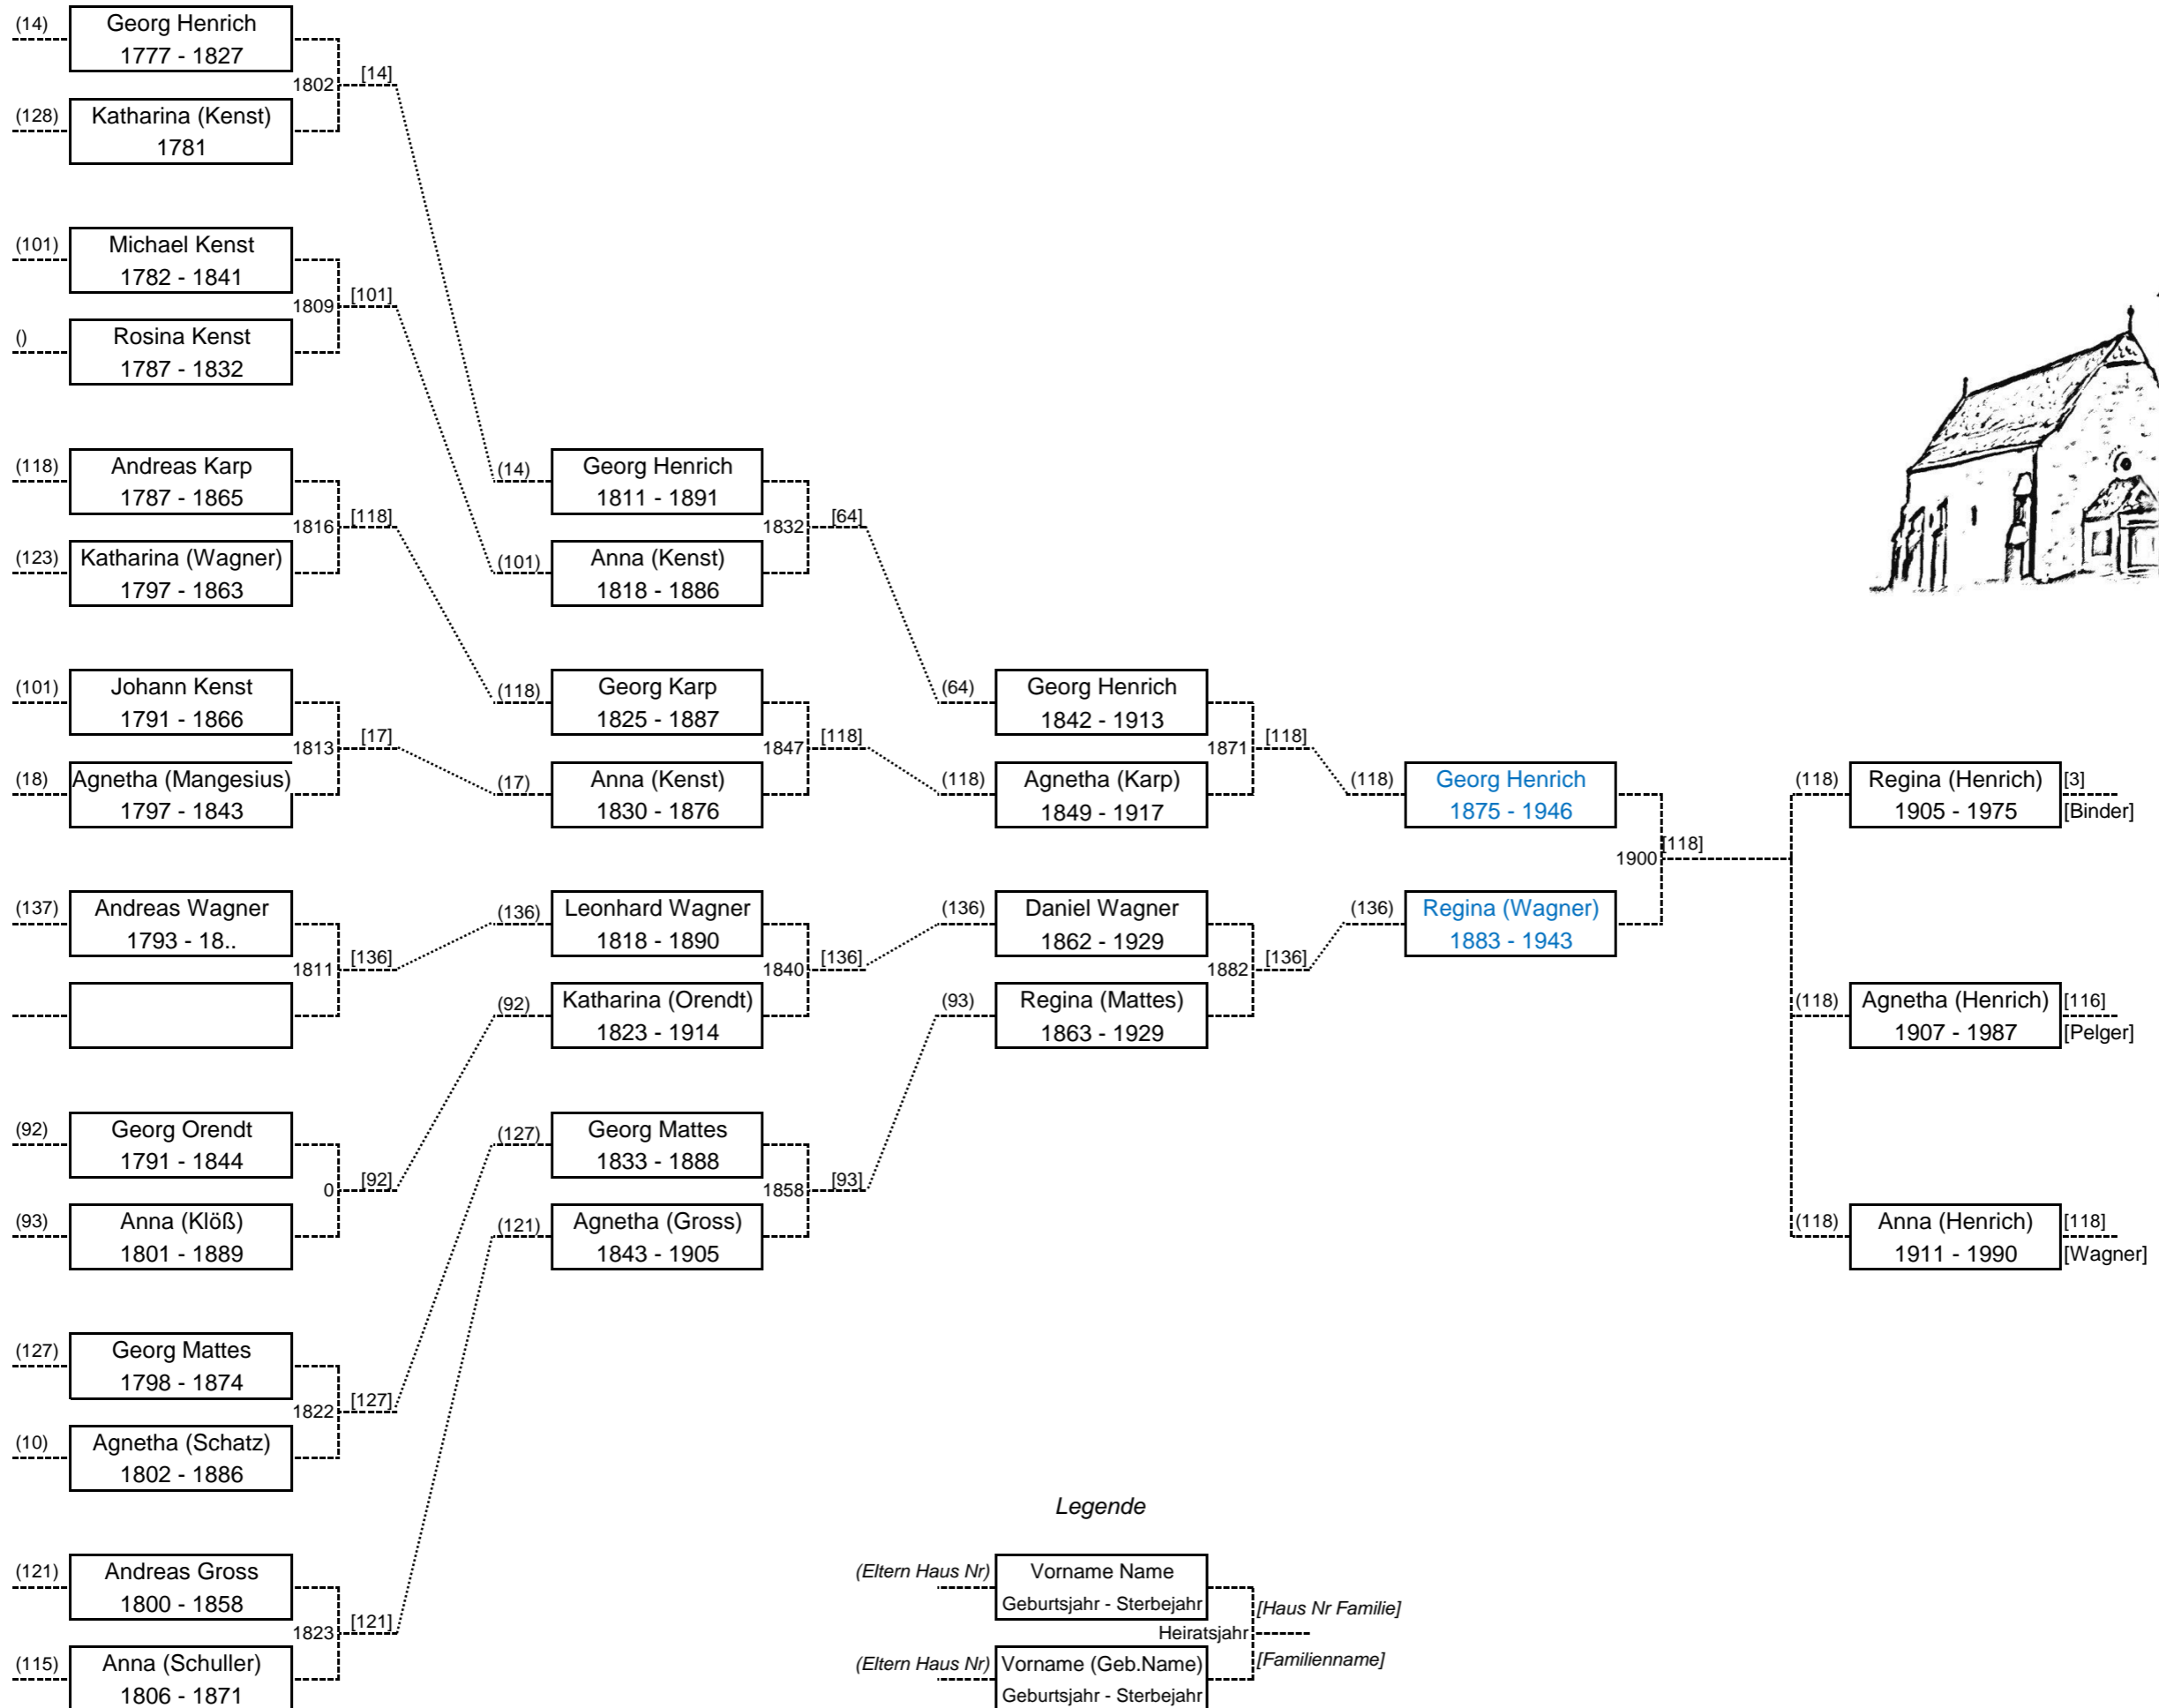 (14)
Georg Henrich
1777 - 1827
1802
[14]
(128)
Katharina (Kenst)
1781
(101)
Michael Kenst
1782 - 1841
1809
[101]
()
Rosina Kenst
1787 - 1832
(118)
Andreas Karp
1787 - 1865
1816
[118]
(123)
Katharina (Wagner)
1797 - 1863
(101)
Johann Kenst
1791 - 1866
1813
[17]
(18)
Agnetha (Mangesius)
1797 - 1843
(137)
Andreas Wagner
1793 - 18..
1811
[136]
(92)
Georg Orendt
1791 - 1844
0
[92]
(93)
Anna (Klöß)
1801 - 1889
(127)
Georg Mattes
1798 - 1874
1822
[127]
(10)
Agnetha (Schatz)
1802 - 1886
(121)
Andreas Gross
1800 - 1858
1823
[121]
(115)
Anna (Schuller)
1806 - 1871
(14)
Georg Henrich
1811 - 1891
1832
[64]
(101)
Anna (Kenst)
1818 - 1886
(118)
Georg Karp
1825 - 1887
1847
[118]
(17)
Anna (Kenst)
1830 - 1876
(136)
Leonhard Wagner
1818 - 1890
1840
[136]
(92)
Katharina (Orendt)
1823 - 1914
(127)
Georg Mattes
1833 - 1888
1858
[93]
(121)
Agnetha (Gross)
1843 - 1905
(64)
Georg Henrich
1842 - 1913
1871
[118]
(118)
Agnetha (Karp)
1849 - 1917
(136)
Daniel Wagner
1862 - 1929
1882
[136]
(93)
Regina (Mattes)
1863 - 1929
(118)
Georg Henrich
1875 - 1946
1900
[118]
(136)
Regina (Wagner)
1883 - 1943
(118)
Regina (Henrich)
1905 - 1975
[3]
[Binder]
(118)
Agnetha (Henrich)
1907 - 1987
[116]
[Pelger]
(118)
Anna (Henrich)
1911 - 1990
[118]
[Wagner]
Legende
(Eltern Haus Nr)
Vorname Name
Geburtsjahr - Sterbejahr
Heiratsjahr
[Haus Nr Familie]
[Familienname]
(Eltern Haus Nr)
Vorname (Geb.Name)
Geburtsjahr - Sterbejahr